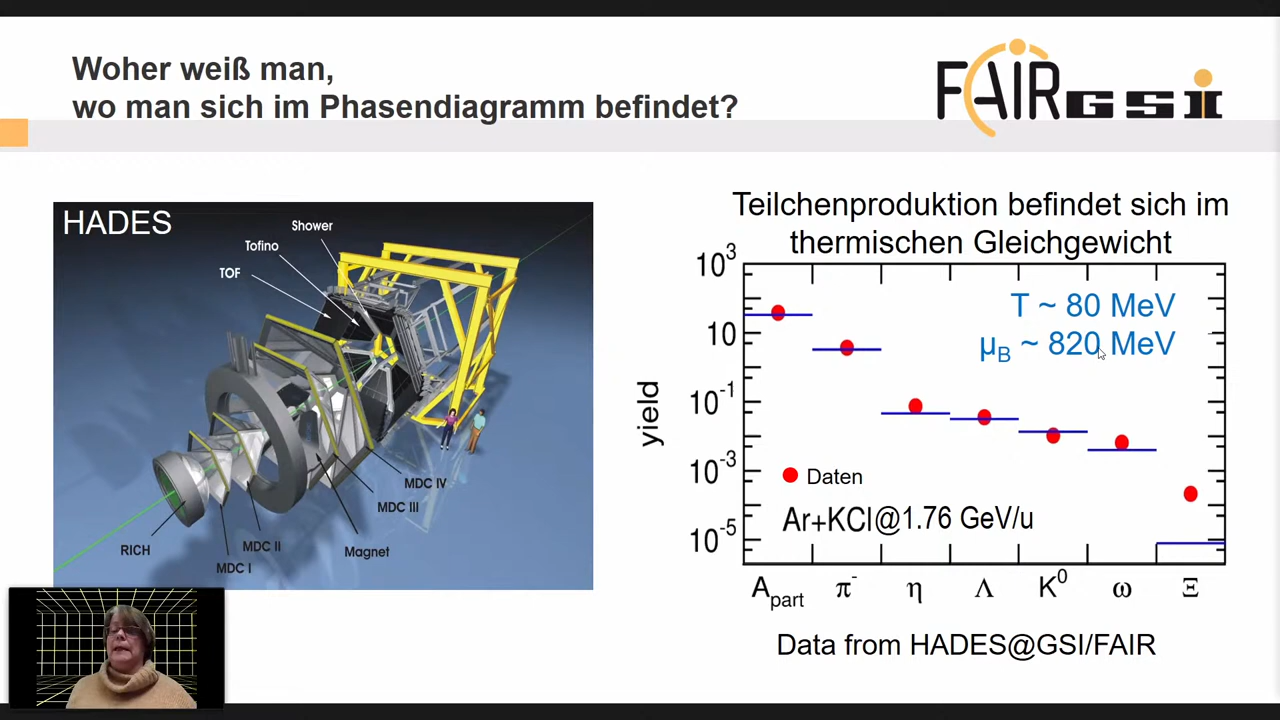 Woher weiß man,
wo man sich im Phasendiagramm befindet?
FAIR GSI
HADES
Shower
Tofino
TOF
MDC IV
MDC III
Magnet
MDC II
MDC I
RICH
Teilchenproduktion befindet sich im
thermischen Gleichgewicht
10³
10
10⁻¹
10⁻³
10⁻⁵
yield
T ~ 80 MeV
μB ~ 820 MeV
Daten
Ar+KCl@1.76 GeV/u
Apart π⁻ η Λ K⁰ ω Ξ
Data from HADES@GSI/FAIR